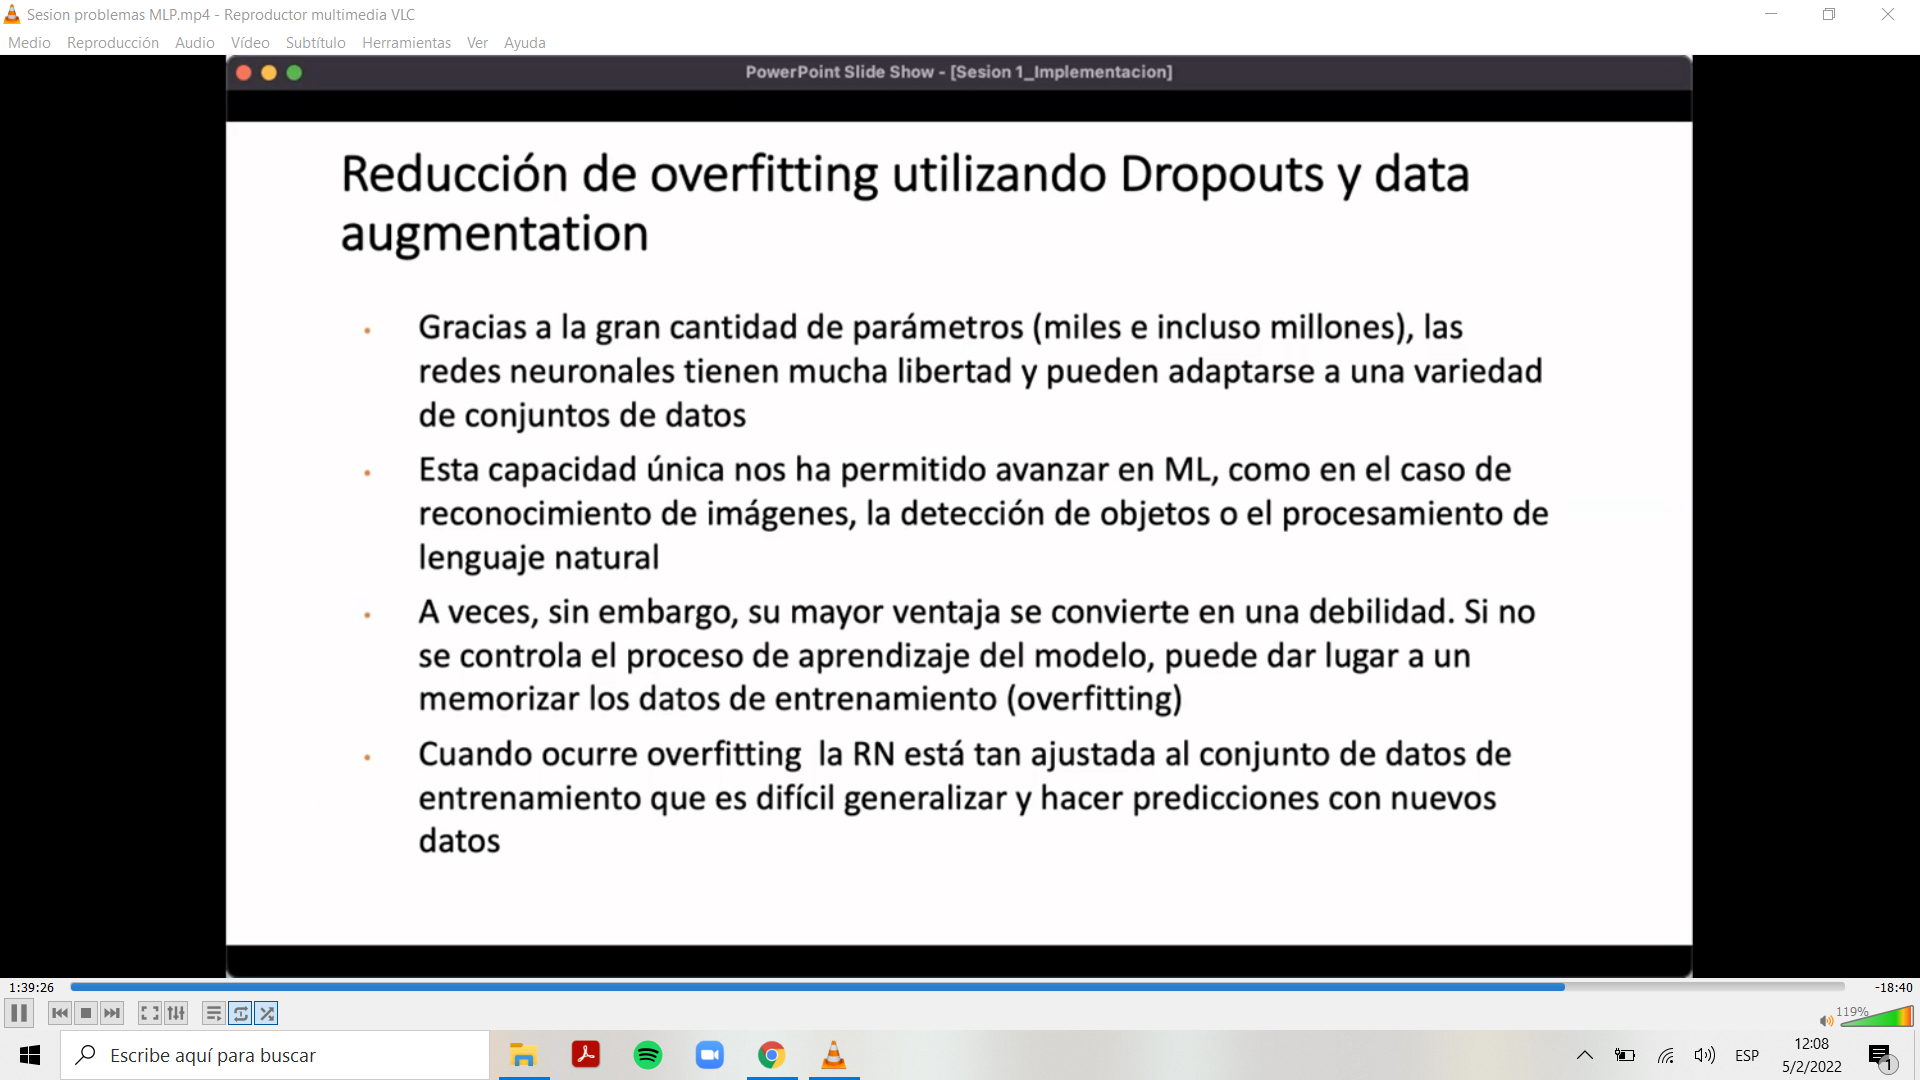 Sesion problemas MLP.mp4 - Reproductor multimedia VLC
Medio Reproducción Audio Vídeo Subtítulo Herramientas Ver Ayuda
PowerPoint Slide Show - [Sesion 1_Implementacion]
Reducción de overfitting utilizando Dropouts y data
augmentation
• Gracias a la gran cantidad de parámetros (miles e incluso millones), las
redes neuronales tienen mucha libertad y pueden adaptarse a una variedad
de conjuntos de datos
• Esta capacidad única nos ha permitido avanzar en ML, como en el caso de
reconocimiento de imágenes, la detección de objetos o el procesamiento de
lenguaje natural
• A veces, sin embargo, su mayor ventaja se convierte en una debilidad. Si no
se controla el proceso de aprendizaje del modelo, puede dar lugar a un
memorizar los datos de entrenamiento (overfitting)
• Cuando ocurre overfitting  la RN está tan ajustada al conjunto de datos de
entrenamiento que es difícil generalizar y hacer predicciones con nuevos
datos
1:39:26 -18:40
119%
Escribe aquí para buscar
ESP
12:08
5/2/2022
1